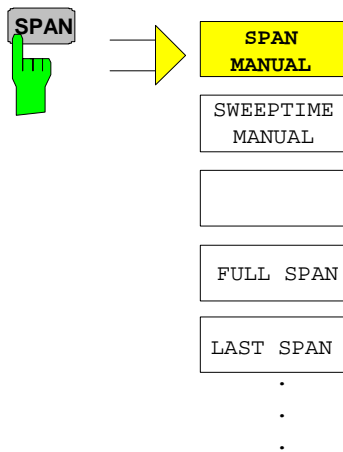 SPAN
SPAN
MANUAL
SWEEPTIME
MANUAL
FULL SPAN
LAST SPAN
.
.
.